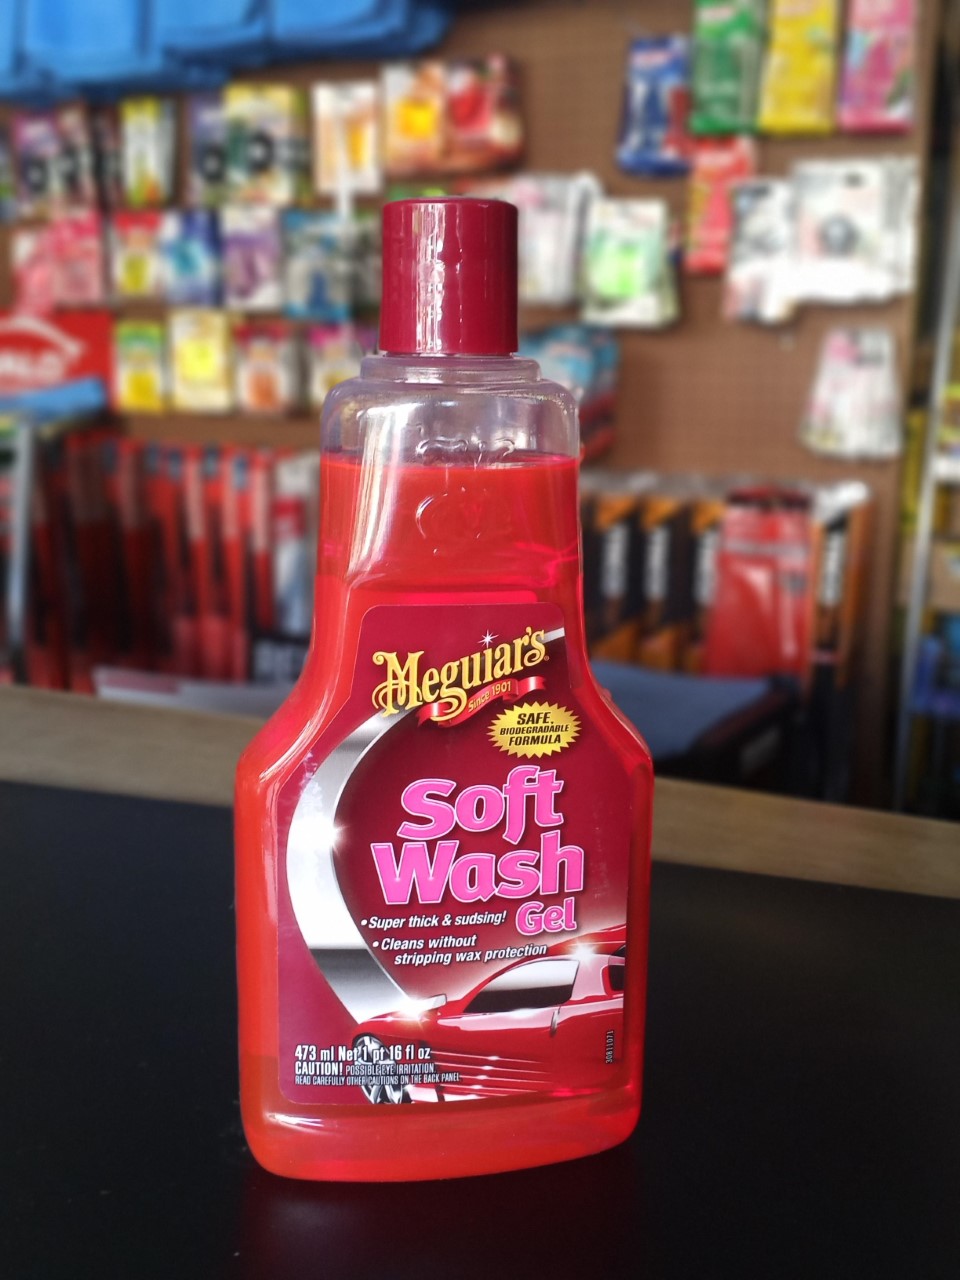 Meguiar's
Since 1901
SAFE,
BIODEGRADABLE
FORMULA
Soft
Wash
Gel
• Super thick & sudsing!
• Cleans without
stripping wax protection
473 ml Net 1 pt 16 fl oz
CAUTION! POSSIBLE EYE IRRITATION.
READ CAREFULLY OTHER CAUTIONS ON THE BACK PANEL